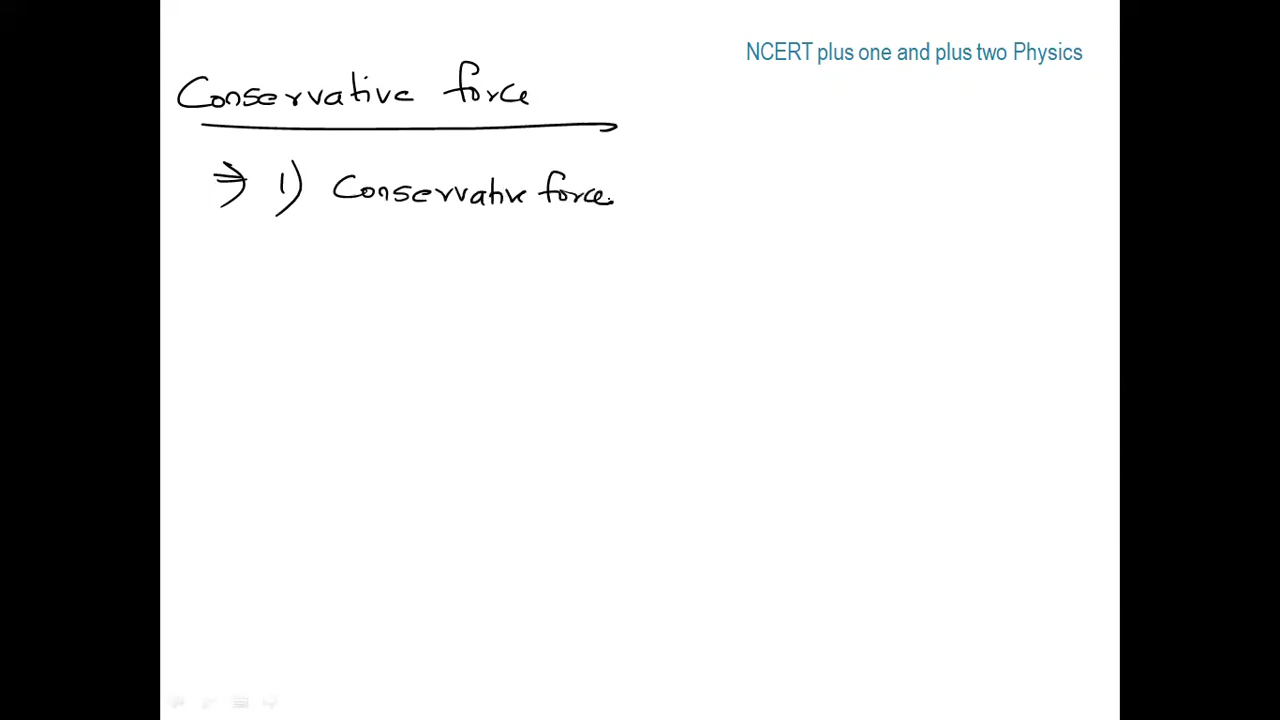 NCERT plus one and plus two Physics
Conservative force
⇒ 1) Conservative force.